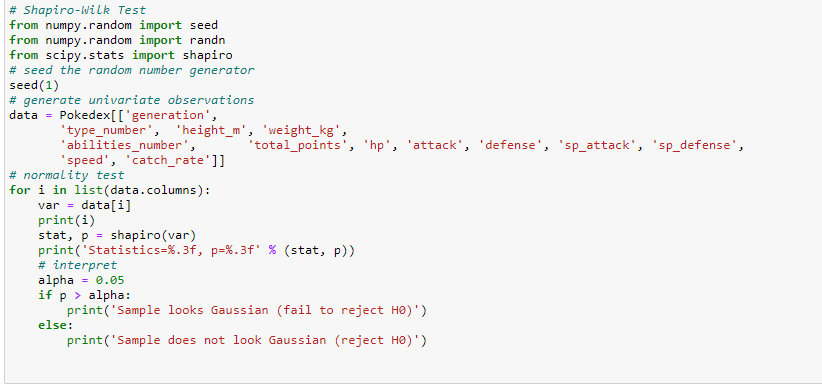 # Shapiro-Wilk Test
from numpy.random import seed
from numpy.random import randn
from scipy.stats import shapiro
# seed the random number generator
seed(1)
# generate univariate observations
data = Pokedex[['generation',
       'type_number',  'height_m', 'weight_kg',
       'abilities_number',       'total_points', 'hp', 'attack', 'defense', 'sp_attack', 'sp_defense',
       'speed', 'catch_rate']]
# normality test
for i in list(data.columns):
    var = data[i]
    print(i)
    stat, p = shapiro(var)
    print('Statistics=%.3f, p=%.3f' % (stat, p))
    # interpret
    alpha = 0.05
    if p > alpha:
        print('Sample looks Gaussian (fail to reject H0)')
    else:
        print('Sample does not look Gaussian (reject H0)')